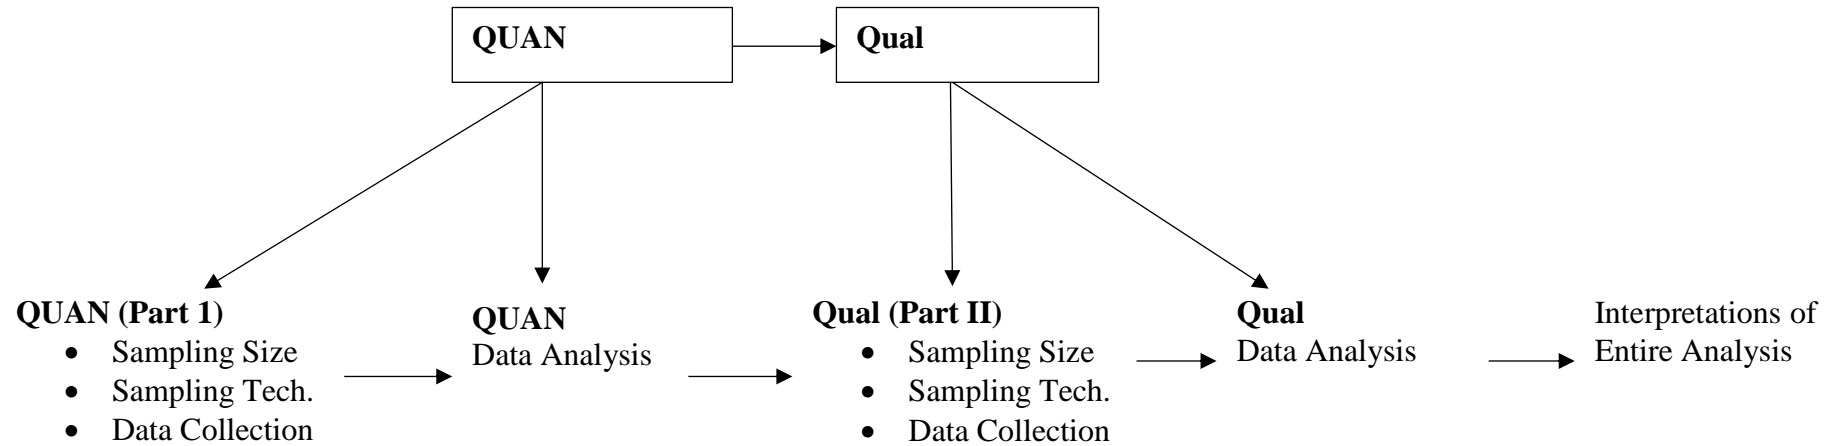 QUAN
Qual
QUAN (Part 1)
• Sampling Size
• Sampling Tech.
• Data Collection
QUAN
Data Analysis
Qual (Part II)
• Sampling Size
• Sampling Tech.
• Data Collection
Qual
Data Analysis
Interpretations of
Entire Analysis